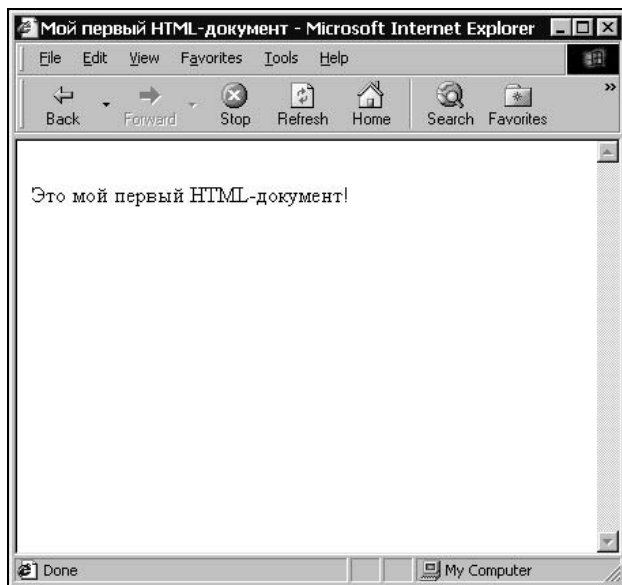 Мой первый HTML-документ - Microsoft Internet Explorer
File Edit View Favorites Tools Help
Back Forward Stop Refresh Home Search Favorites »
Это мой первый HTML-документ!
Done My Computer